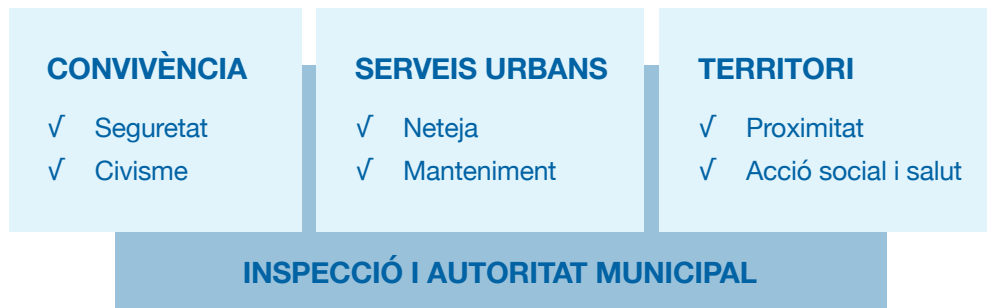 CONVIVÈNCIA
√ Seguretat
√ Civisme
SERVEIS URBANS
√ Neteja
√ Manteniment
TERRITORI
√ Proximitat
√ Acció social i salut
INSPECCIÓ I AUTORITAT MUNICIPAL